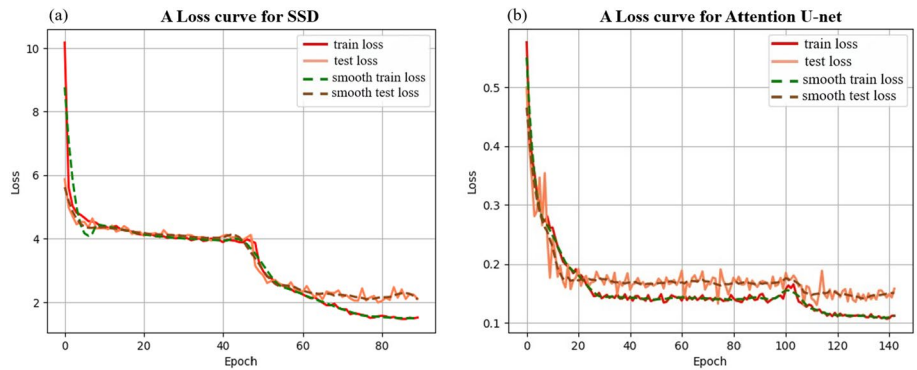 (a)
A Loss curve for SSD
train loss
test loss
smooth train loss
smooth test loss
10
8
6
4
2
Loss
0
20
40
60
80
Epoch
(b)
A Loss curve for Attention U-net
train loss
test loss
smooth train loss
smooth test loss
0.5
0.4
0.3
0.2
0.1
Loss
0
20
40
60
80
100
120
140
Epoch